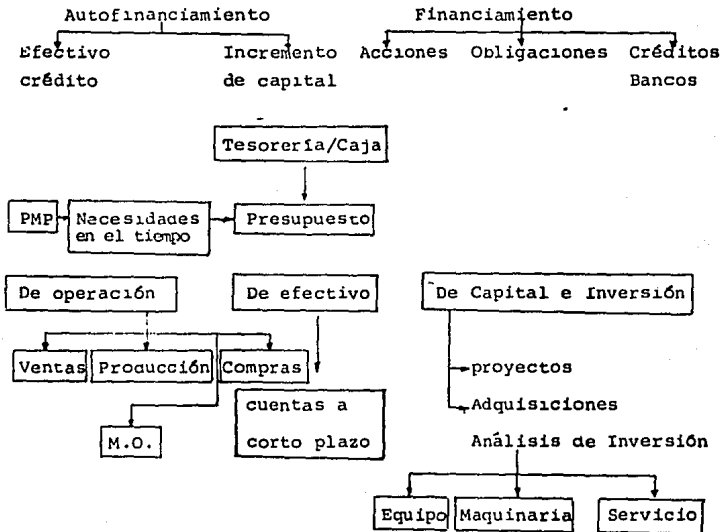 Autofinanciamiento Financiamiento
Efectivo Incremento Acciones Obligaciones Créditos
crédito de capital Bancos
Tesorería/Caja
PMP Necesidades Presupuesto
en el tiempo
De operación De efectivo De Capital e Inversión
Ventas Producción Compras proyectos
cuentas a Adquisiciones
M.O. corto plazo Análisis de Inversión
Equipo Maquinaria Servicio